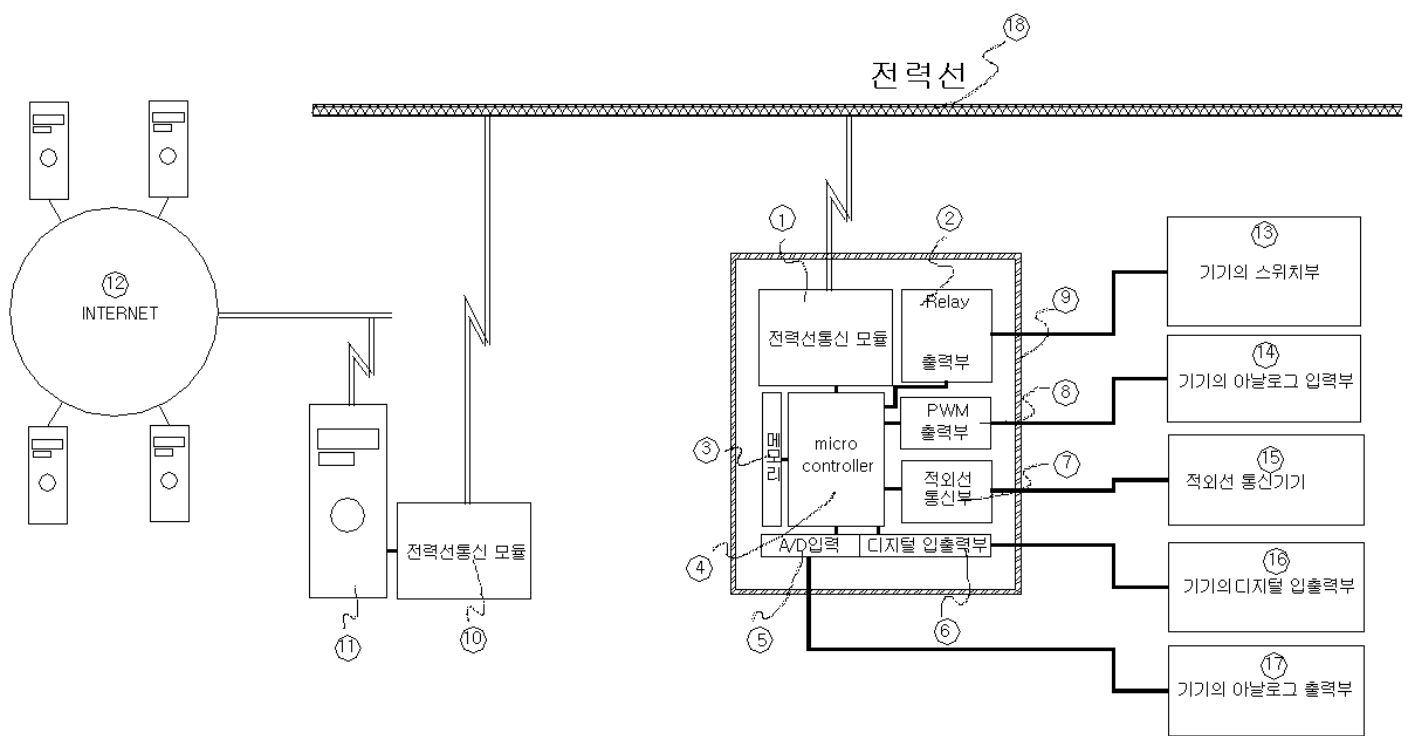 ⑱
전력선
①
②
⑬
기기의 스위치부
⑫
INTERNET
Relay
⑨
전력선통신 모듈
출력부
⑭
기기의 아날로그 입력부
⑧
PWM
출력부
③
메모리
micro
controller
⑦
적외선
통신부
⑮
적외선 통신기기
A/D입력
디지털 입출력부
전력선통신 모듈
④
⑯
기기의디지털 입출력부
⑪
⑩
⑤
⑥
⑰
기기의 아날로그 출력부